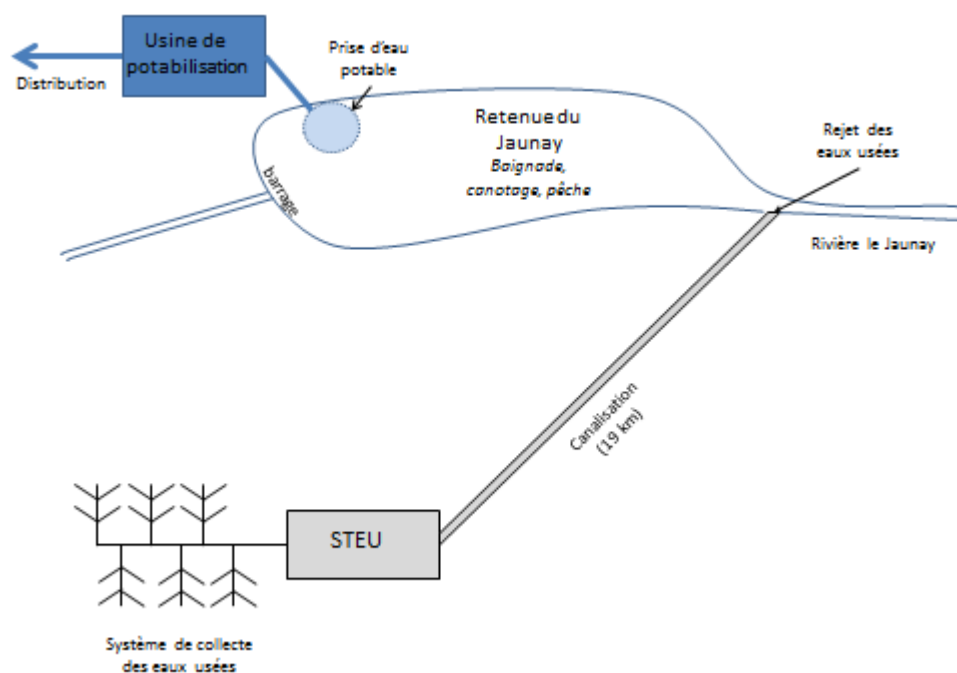 Usine de
potabilisation
Distribution
Prise d'eau
potable
Retenue du
Jaunay
Baignade,
canotage, pêche
barrage
Rejet des
eaux usées
Rivière le Jaunay
Canalisation
(19 km)
STEU
Système de collecte
des eaux usées